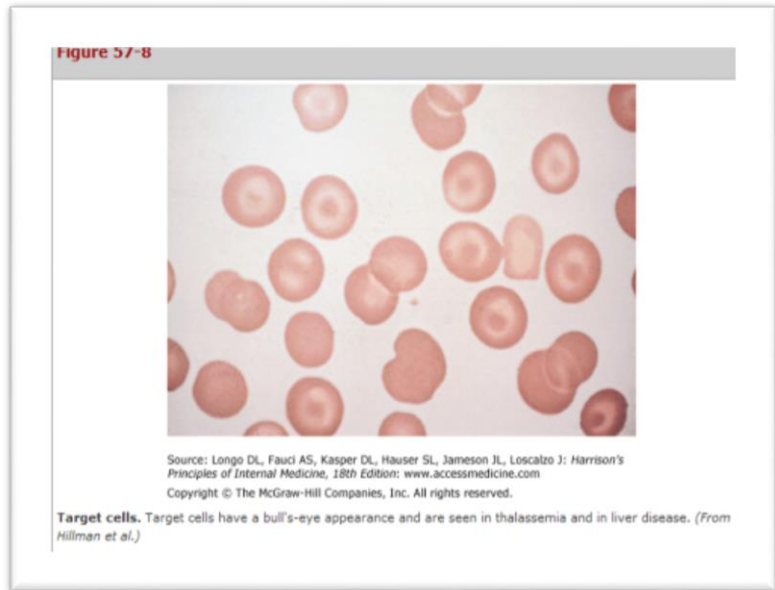 Figure 57-8
Source: Longo DL, Fauci AS, Kasper DL, Hauser SL, Jameson JL, Loscalzo J: Harrison's
Principles of Internal Medicine, 18th Edition: www.accessmedicine.com
Copyright © The McGraw-Hill Companies, Inc. All rights reserved.
Target cells. Target cells have a bull's-eye appearance and are seen in thalassemia and in liver disease. (From
Hillman et al.)